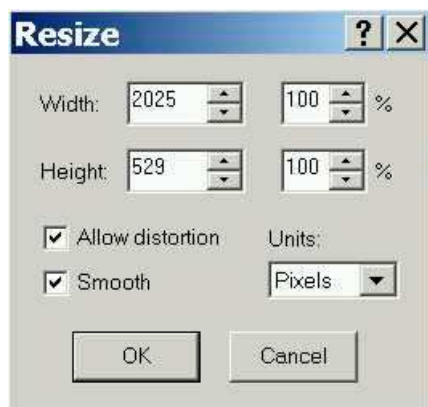 Resize ? X
Width: 2025 100 %
Height: 529 100 %
Allow distortion Units:
Smooth Pixels
OK Cancel